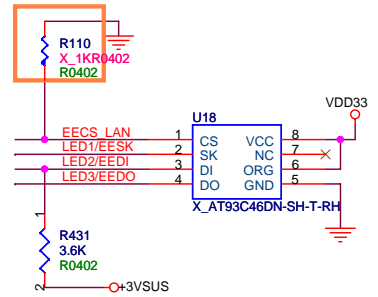 R110
X_1KR0402
R0402
U18
VDD33
EECS_LAN 1 CS VCC 8
LED1/EESK 2 SK NC 7
LED2/EEDI 3 DI ORG 6
LED3/EEDO 4 DO GND 5
X_AT93C46DN-SH-T-RH
1
R431
3.6K
R0402
2
+3VSUS